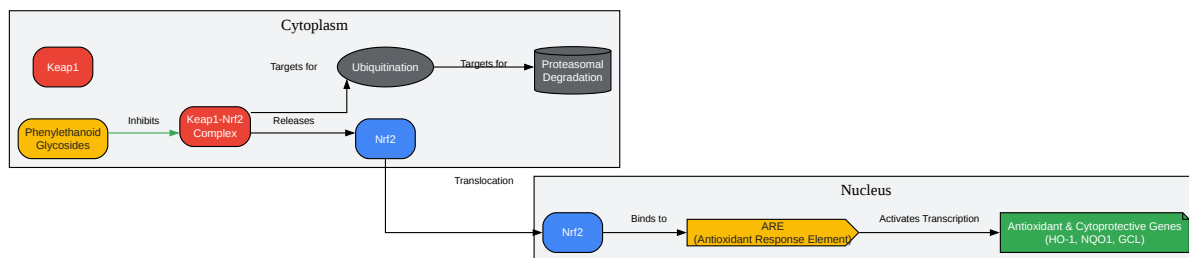 Cytoplasm
Keap1
Targets for
Ubiquitination
Targets for
Proteasomal
Degradation
Phenylethanoid
Glycosides
Inhibits
Keap1-Nrf2
Complex
Releases
Nrf2
Translocation
Nucleus
Nrf2
Binds to
ARE
(Antioxidant Response Element)
Activates Transcription
Antioxidant & Cytoprotective Genes
(HO-1, NQO1, GCL)